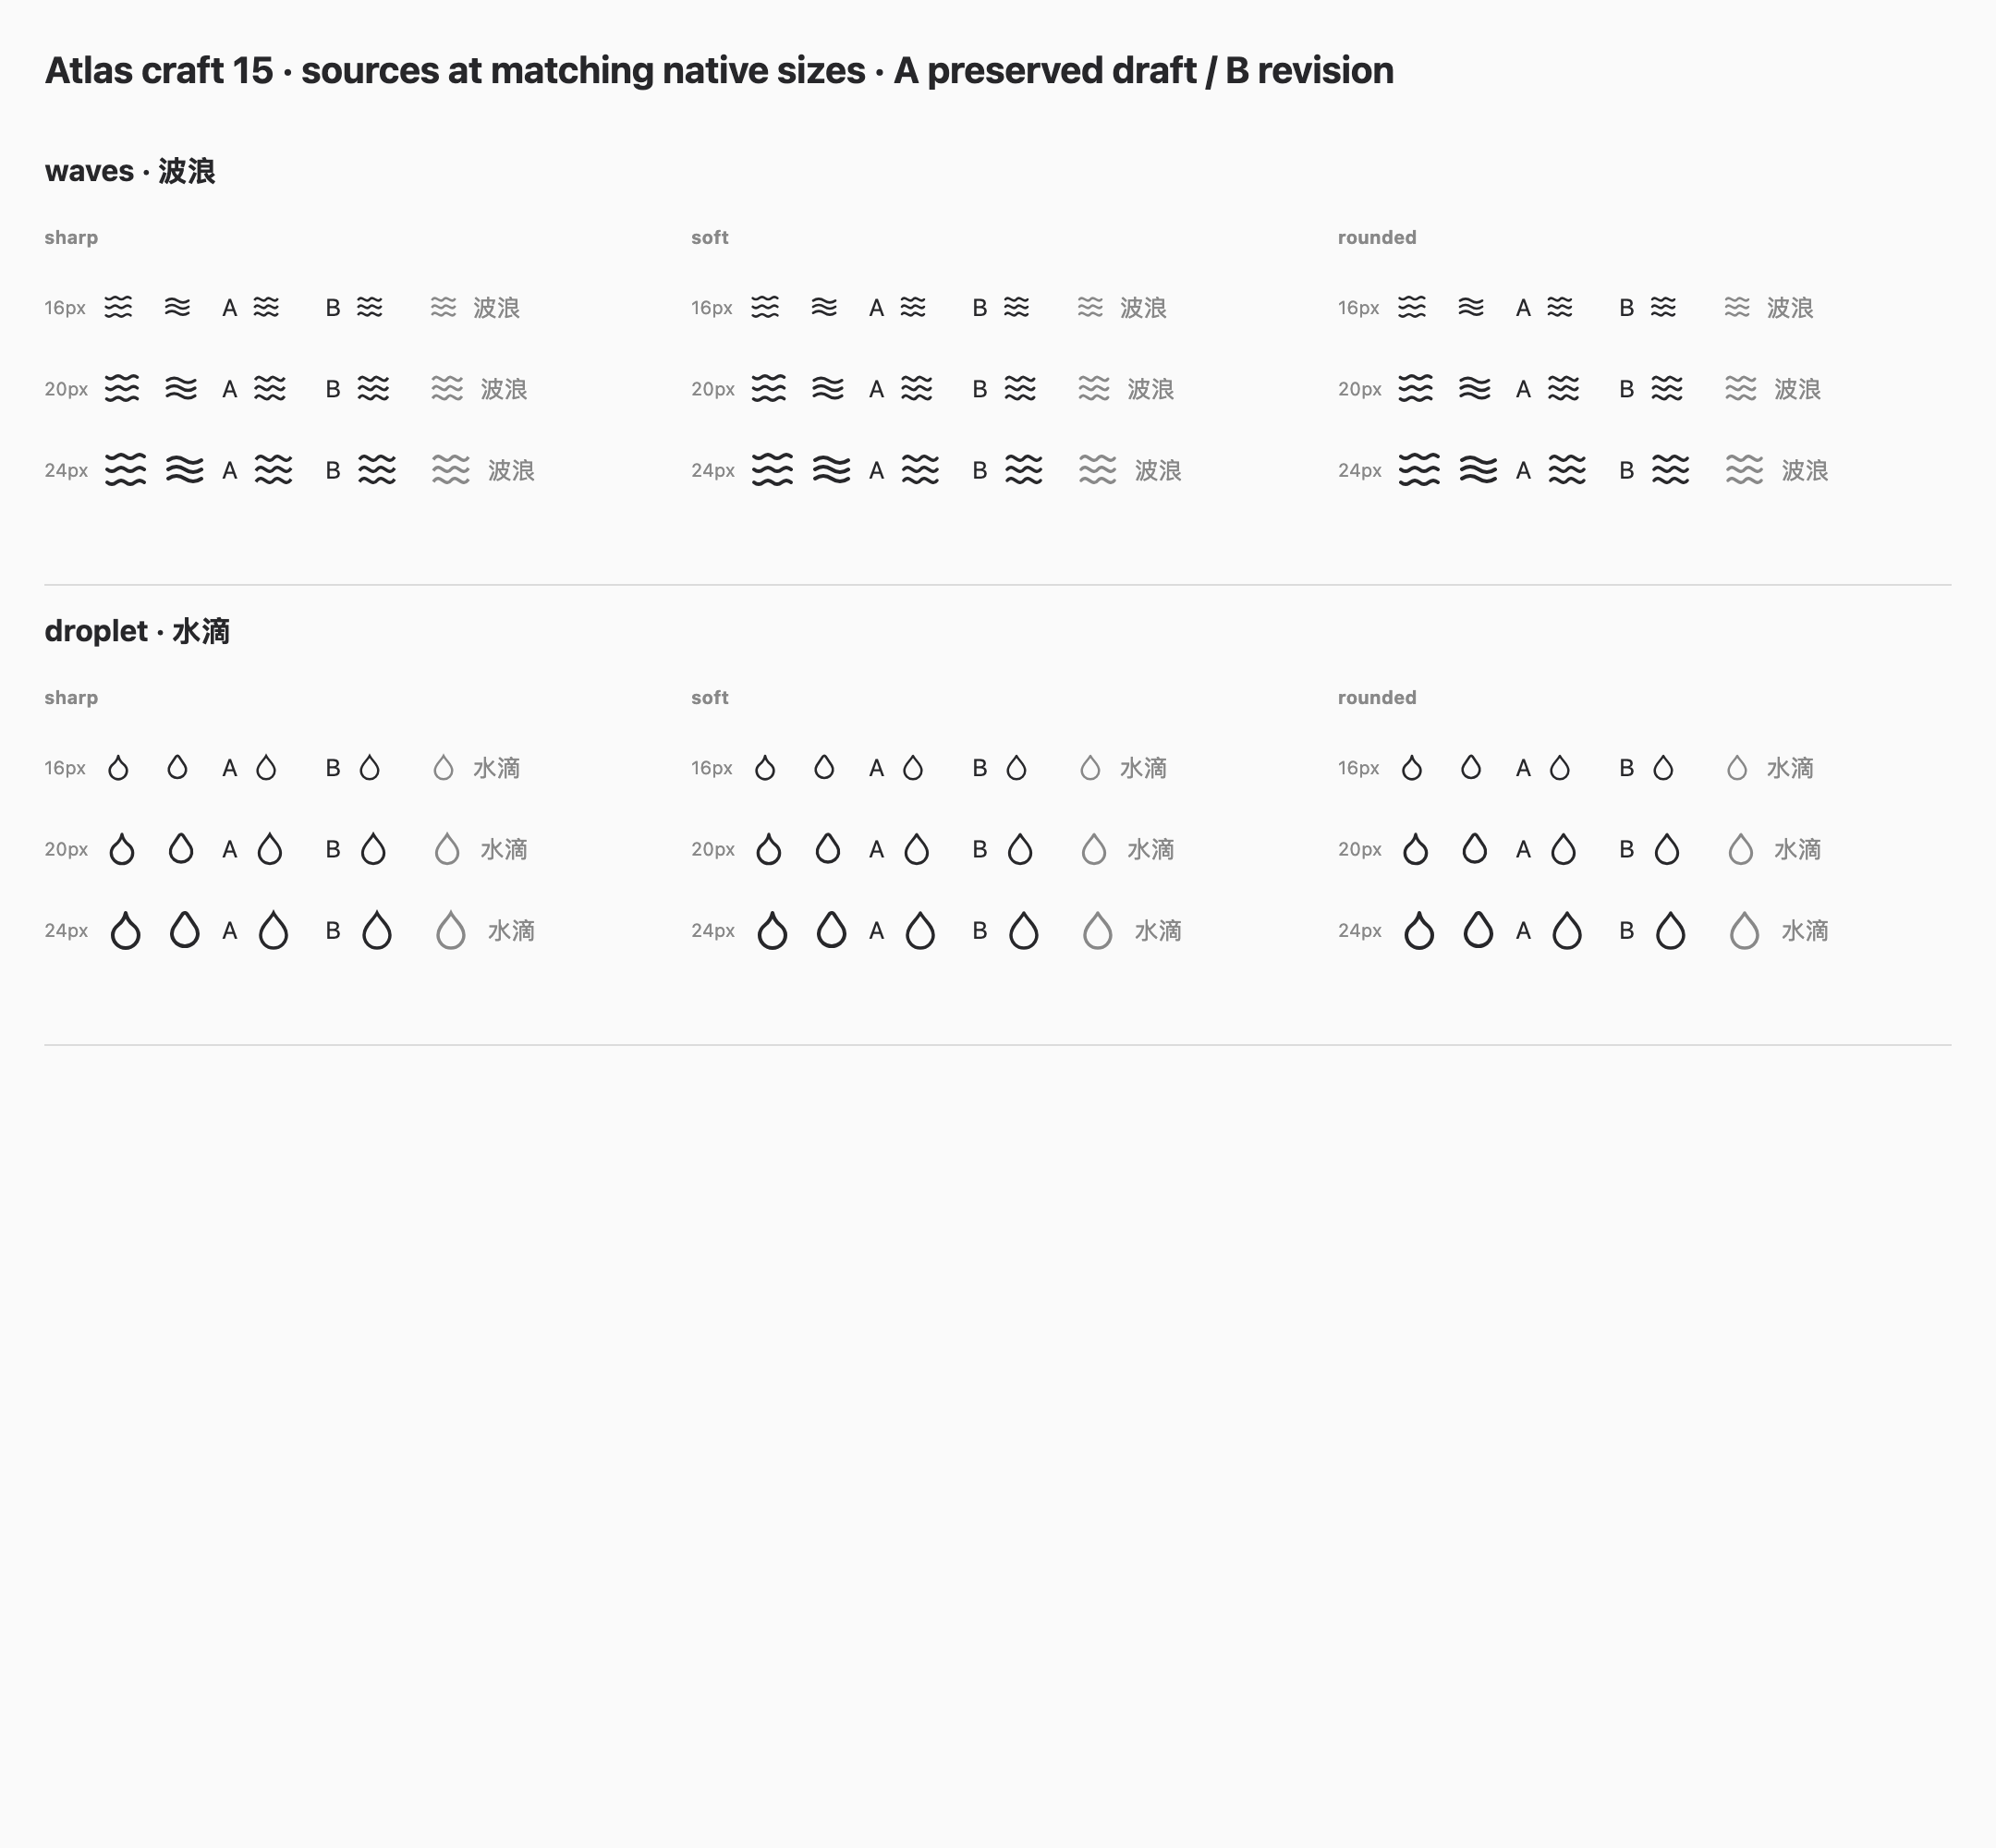 Atlas craft 15 · sources at matching native sizes · A preserved draft / B revision
waves · 波浪
sharp soft rounded
16px A B 波浪 16px A B 波浪 16px A B 波浪
20px A B 波浪 20px A B 波浪 20px A B 波浪
24px A B 波浪 24px A B 波浪 24px A B 波浪
droplet · 水滴
sharp soft rounded
16px A B 水滴 16px A B 水滴 16px A B 水滴
20px A B 水滴 20px A B 水滴 20px A B 水滴
24px A B 水滴 24px A B 水滴 24px A B 水滴